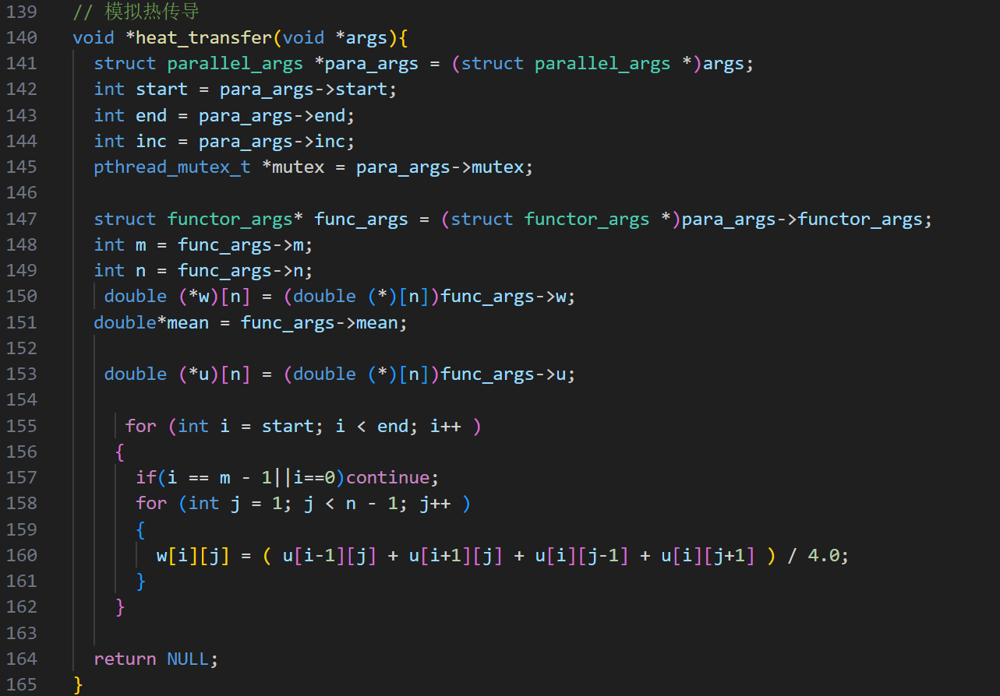 139 // 模拟热传导
140 void *heat_transfer(void *args){
141 struct parallel_args *para_args = (struct parallel_args *)args;
142 int start = para_args->start;
143 int end = para_args->end;
144 int inc = para_args->inc;
145 pthread_mutex_t *mutex = para_args->mutex;
146
147 struct functor_args* func_args = (struct functor_args *)para_args->functor_args;
148 int m = func_args->m;
149 int n = func_args->n;
150 double (*w)[n] = (double (*)[n])func_args->w;
151 double*mean = func_args->mean;
152
153 double (*u)[n] = (double (*)[n])func_args->u;
154
155 for (int i = start; i < end; i++ )
156 {
157 if(i == m - 1||i==0)continue;
158 for (int j = 1; j < n - 1; j++ )
159 {
160 w[i][j] = ( u[i-1][j] + u[i+1][j] + u[i][j-1] + u[i][j+1] ) / 4.0;
161 }
162 }
163
164 return NULL;
165 }